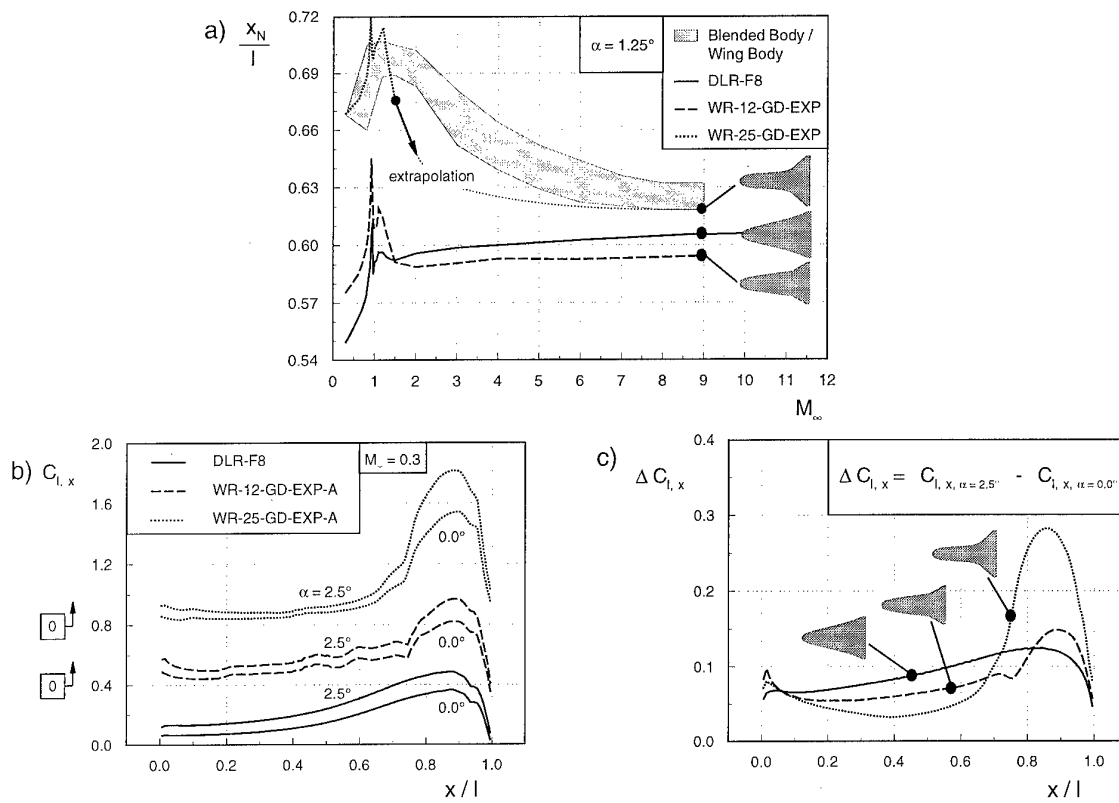 a) x_N / l
0.72
0.69
0.66
0.63
0.60
0.57
0.54
α = 1.25°
Blended Body /
Wing Body
DLR-F8
WR-12-GD-EXP
WR-25-GD-EXP
extrapolation
0 1 2 3 4 5 6 7 8 9 10 11 12
M∞
b) C_l, x
2.0
1.6
1.2
0.8
0.4
0.0
DLR-F8
WR-12-GD-EXP-A
WR-25-GD-EXP-A
M∞ = 0.3
0.0°
α = 2.5°
2.5°
0.0°
2.5°
0.0°
0
0
0.0 0.2 0.4 0.6 0.8 1.0
x / l
c) Δ C_l, x
0.4
0.3
0.2
0.1
0.0
Δ C_l, x = C_l, x, α = 2.5° - C_l, x, α = 0.0°
0.0 0.2 0.4 0.6 0.8 1.0
x / l